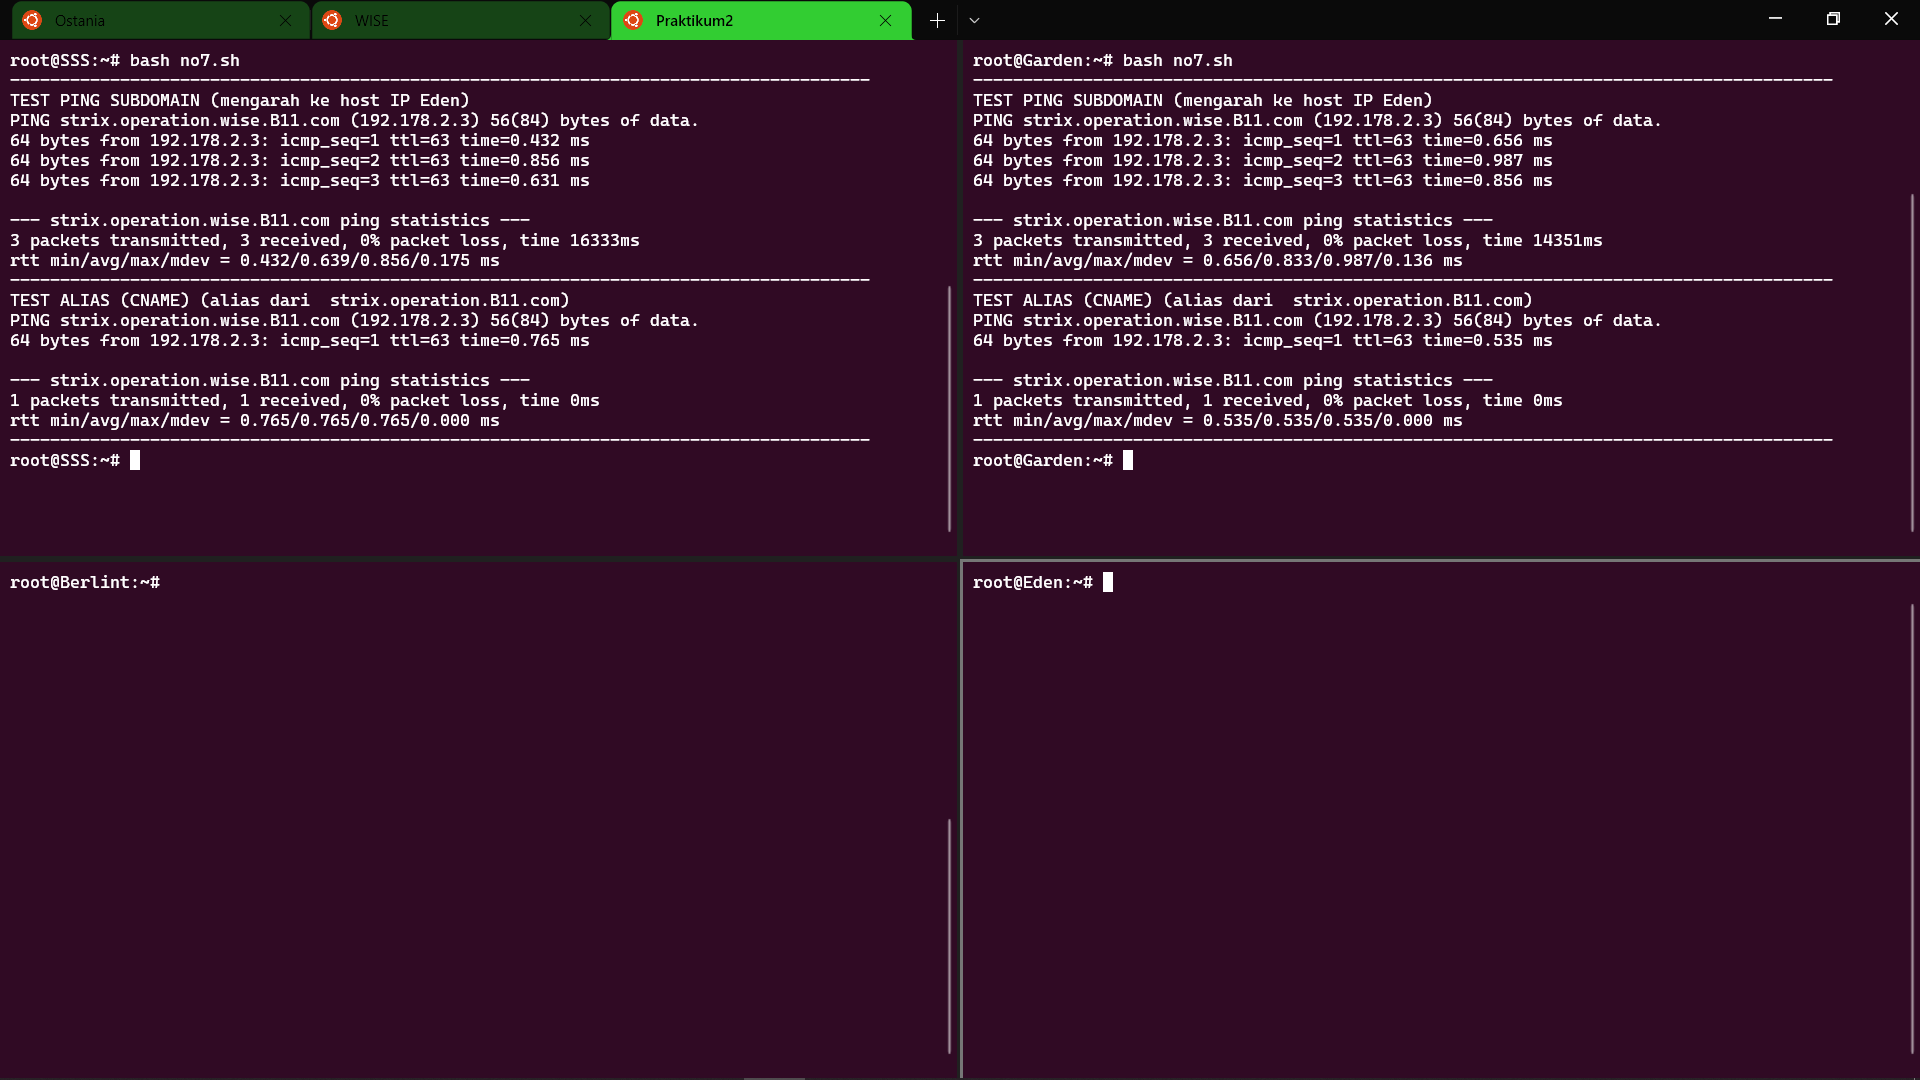 Ostania
WISE
Praktikum2
root@SSS:~# bash no7.sh
--------------------------------------------------------------------------------------
TEST PING SUBDOMAIN (mengarah ke host IP Eden)
PING strix.operation.wise.B11.com (192.178.2.3) 56(84) bytes of data.
64 bytes from 192.178.2.3: icmp_seq=1 ttl=63 time=0.432 ms
64 bytes from 192.178.2.3: icmp_seq=2 ttl=63 time=0.856 ms
64 bytes from 192.178.2.3: icmp_seq=3 ttl=63 time=0.631 ms
--- strix.operation.wise.B11.com ping statistics ---
3 packets transmitted, 3 received, 0% packet loss, time 16333ms
rtt min/avg/max/mdev = 0.432/0.639/0.856/0.175 ms
--------------------------------------------------------------------------------------
TEST ALIAS (CNAME) (alias dari  strix.operation.B11.com)
PING strix.operation.wise.B11.com (192.178.2.3) 56(84) bytes of data.
64 bytes from 192.178.2.3: icmp_seq=1 ttl=63 time=0.765 ms
--- strix.operation.wise.B11.com ping statistics ---
1 packets transmitted, 1 received, 0% packet loss, time 0ms
rtt min/avg/max/mdev = 0.765/0.765/0.765/0.000 ms
--------------------------------------------------------------------------------------
root@SSS:~#
root@Garden:~# bash no7.sh
--------------------------------------------------------------------------------------
TEST PING SUBDOMAIN (mengarah ke host IP Eden)
PING strix.operation.wise.B11.com (192.178.2.3) 56(84) bytes of data.
64 bytes from 192.178.2.3: icmp_seq=1 ttl=63 time=0.656 ms
64 bytes from 192.178.2.3: icmp_seq=2 ttl=63 time=0.987 ms
64 bytes from 192.178.2.3: icmp_seq=3 ttl=63 time=0.856 ms
--- strix.operation.wise.B11.com ping statistics ---
3 packets transmitted, 3 received, 0% packet loss, time 14351ms
rtt min/avg/max/mdev = 0.656/0.833/0.987/0.136 ms
--------------------------------------------------------------------------------------
TEST ALIAS (CNAME) (alias dari  strix.operation.B11.com)
PING strix.operation.wise.B11.com (192.178.2.3) 56(84) bytes of data.
64 bytes from 192.178.2.3: icmp_seq=1 ttl=63 time=0.535 ms
--- strix.operation.wise.B11.com ping statistics ---
1 packets transmitted, 1 received, 0% packet loss, time 0ms
rtt min/avg/max/mdev = 0.535/0.535/0.535/0.000 ms
--------------------------------------------------------------------------------------
root@Garden:~#
root@Berlint:~#
root@Eden:~#